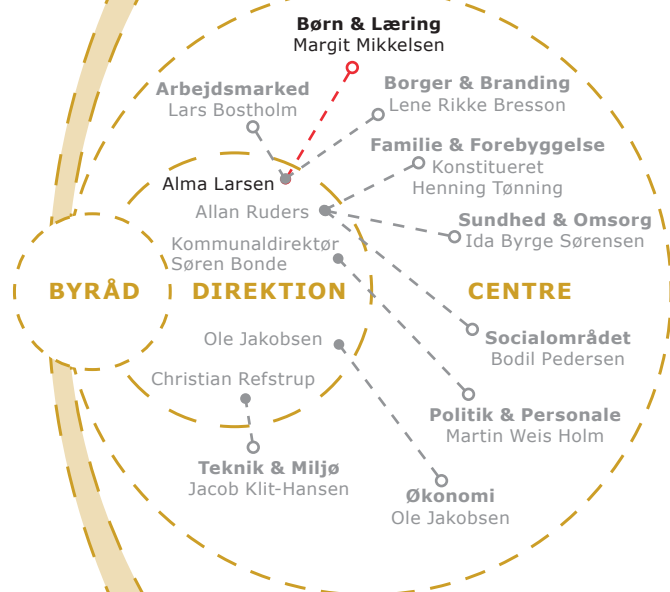 Børn & Læring
Margit Mikkelsen
Arbejdsmarked
Lars Bostholm
Borger & Branding
Lene Rikke Bresson
Familie & Forebyggelse
Konstitueret
Henning Tønning
Alma Larsen
Allan Ruders
Sundhed & Omsorg
Ida Byrge Sørensen
Kommunaldirektør
Søren Bonde
BYRÅD
DIREKTION
CENTRE
Ole Jakobsen
Socialområdet
Bodil Pedersen
Christian Refstrup
Politik & Personale
Martin Weis Holm
Teknik & Miljø
Jacob Klit-Hansen
Økonomi
Ole Jakobsen